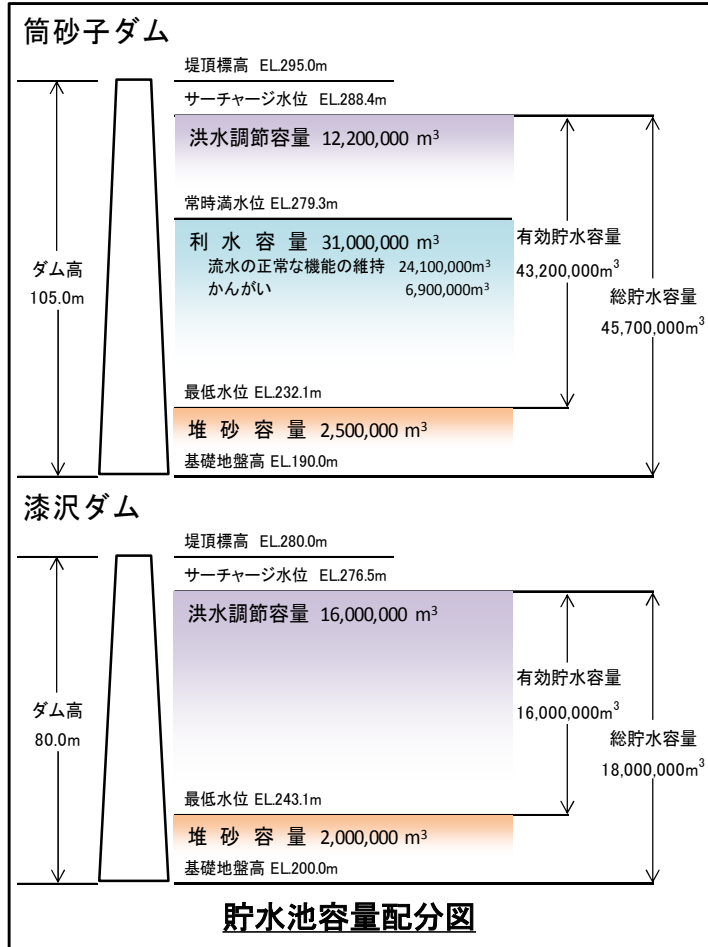 筒砂子ダム
堤頂標高 EL.295.0m
サーチャージ水位 EL.288.4m
洪水調節容量 12,200,000 m³
常時満水位 EL.279.3m
利水容量 31,000,000 m³
流水の正常な機能の維持 24,100,000m³
かんがい 6,900,000m³
有効貯水容量
43,200,000m³
ダム高
105.0m
総貯水容量
45,700,000m³
最低水位 EL.232.1m
堆砂容量 2,500,000 m³
基礎地盤高 EL.190.0m
漆沢ダム
堤頂標高 EL.280.0m
サーチャージ水位 EL.276.5m
洪水調節容量 16,000,000 m³
有効貯水容量
16,000,000m³
ダム高
80.0m
総貯水容量
18,000,000m³
最低水位 EL.243.1m
堆砂容量 2,000,000 m³
基礎地盤高 EL.200.0m
貯水池容量配分図